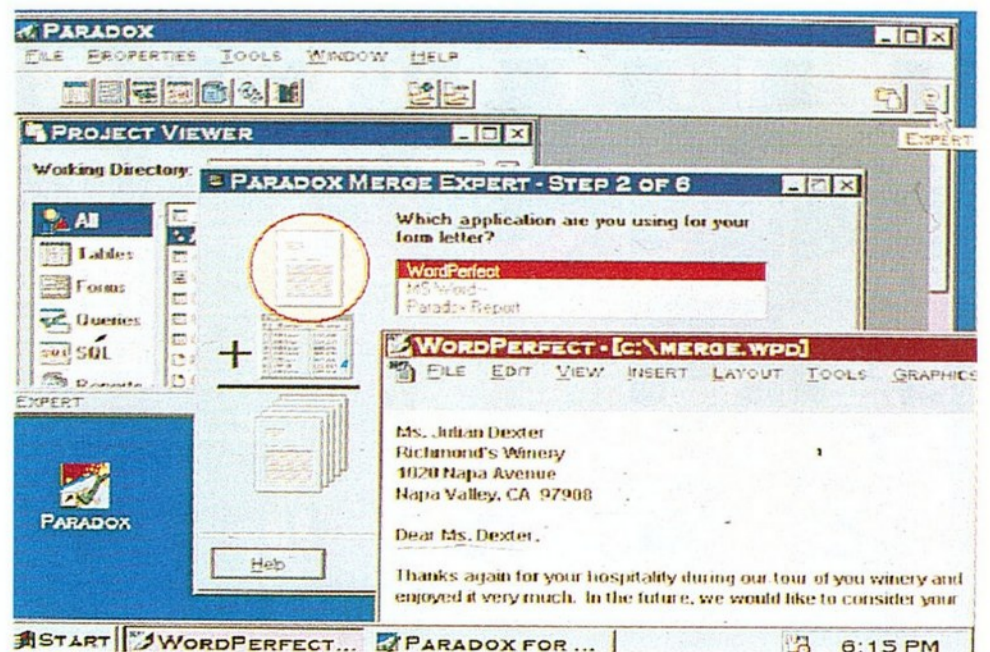 PARADOX
FILE PROPERTIES TOOLS WINDOW HELP
EXPERT
PROJECT VIEWER
Working Directory:
All
Tables
Forms
Queries
SQL
Reports
EXPERT
PARADOX MERGE EXPERT - STEP 2 OF 6
Which application are you using for your
form letter?
WordPerfect
MS Word
Paradox Report
Help
WORDPERFECT - [C:\MERGE.WPD]
FILE EDIT VIEW INSERT LAYOUT TOOLS GRAPHICS
Ms. Julian Dexter
Richmond's Winery
1020 Napa Avenue
Napa Valley, CA 97908
Dear Ms. Dexter,
Thanks again for your hospitality during our tour of you winery and
enjoyed it very much. In the future, we would like to consider your
PARADOX
START WORDPERFECT... PARADOX FOR ... 6:15 PM